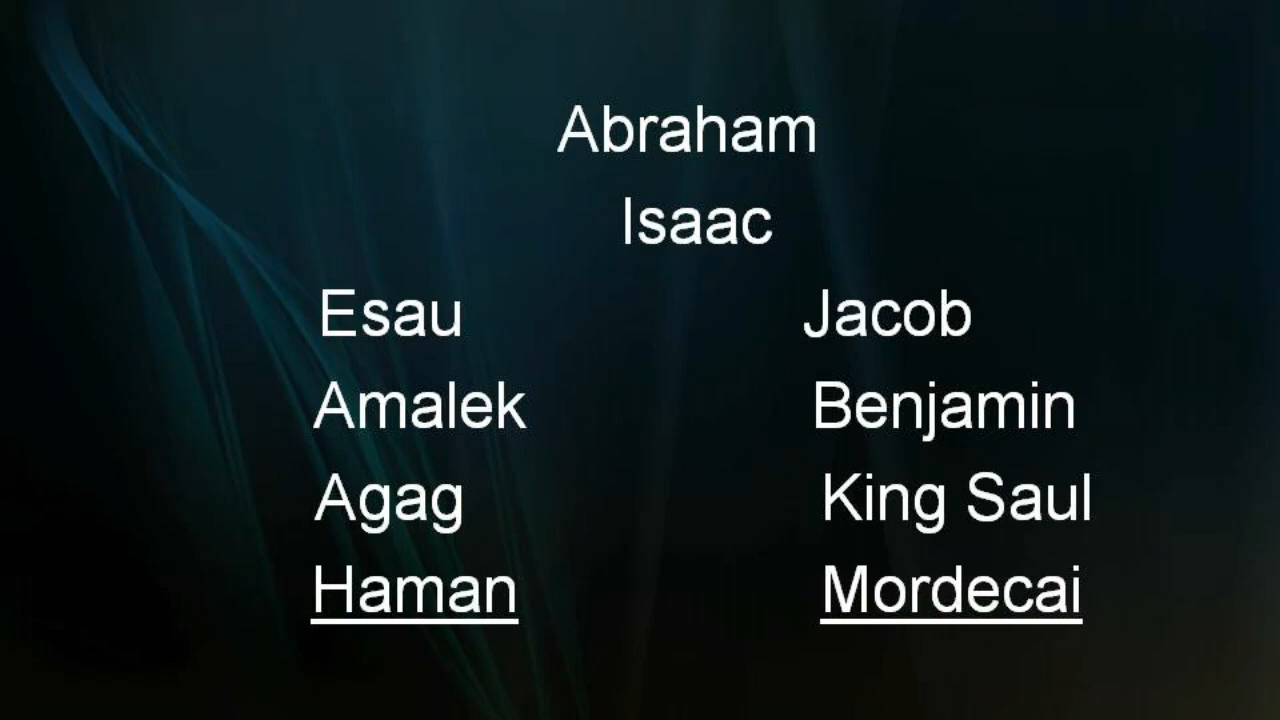 Abraham
Isaac
Esau Jacob
Amalek Benjamin
Agag King Saul
Haman Mordecai